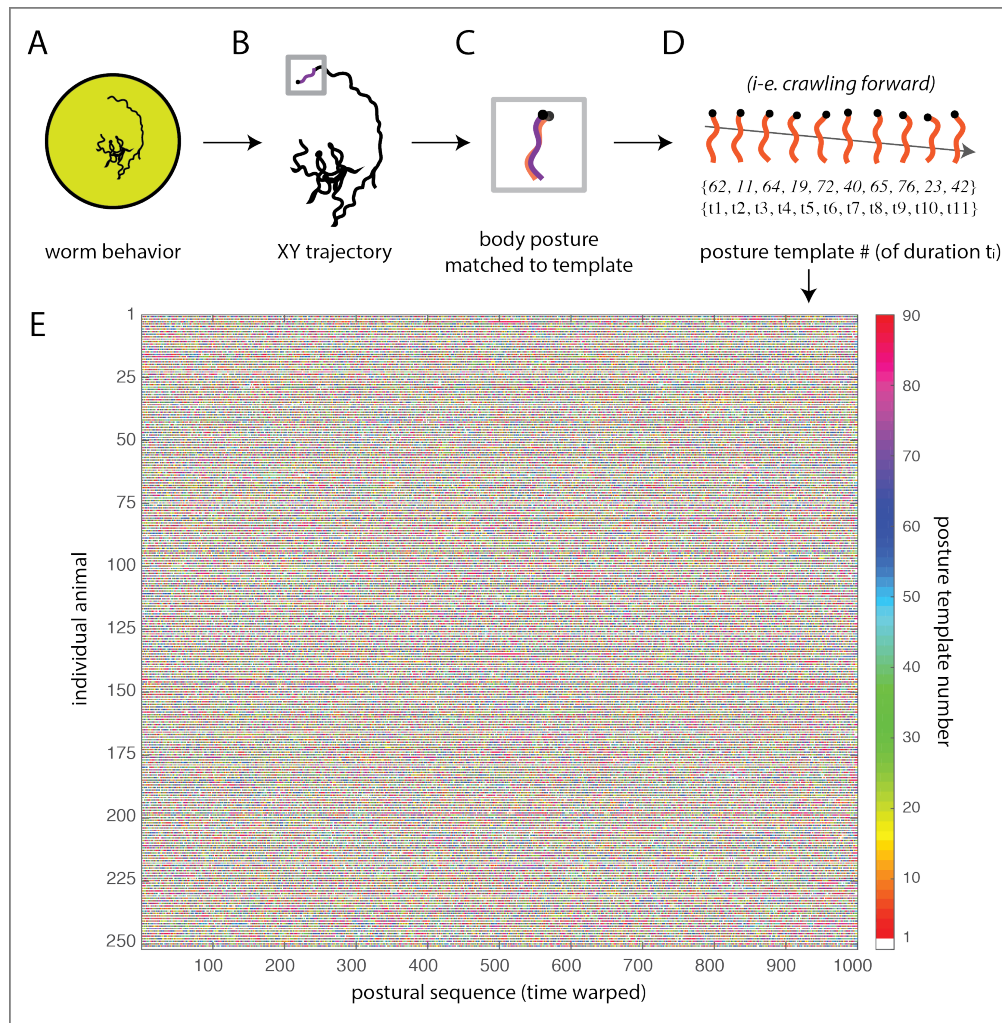 A
B
C
D
(i-e. crawling forward)
{62, 11, 64, 19, 72, 40, 65, 76, 23, 42}
{t1, t2, t3, t4, t5, t6, t7, t8, t9, t10, t11}
worm behavior
XY trajectory
body posture
matched to template
posture template # (of duration ti)
E
1
25
50
75
100
125
150
175
200
225
250
individual animal
100
200
300
400
500
600
700
800
900
1000
postural sequence (time warped)
90
80
70
60
50
40
30
20
10
1
posture template number